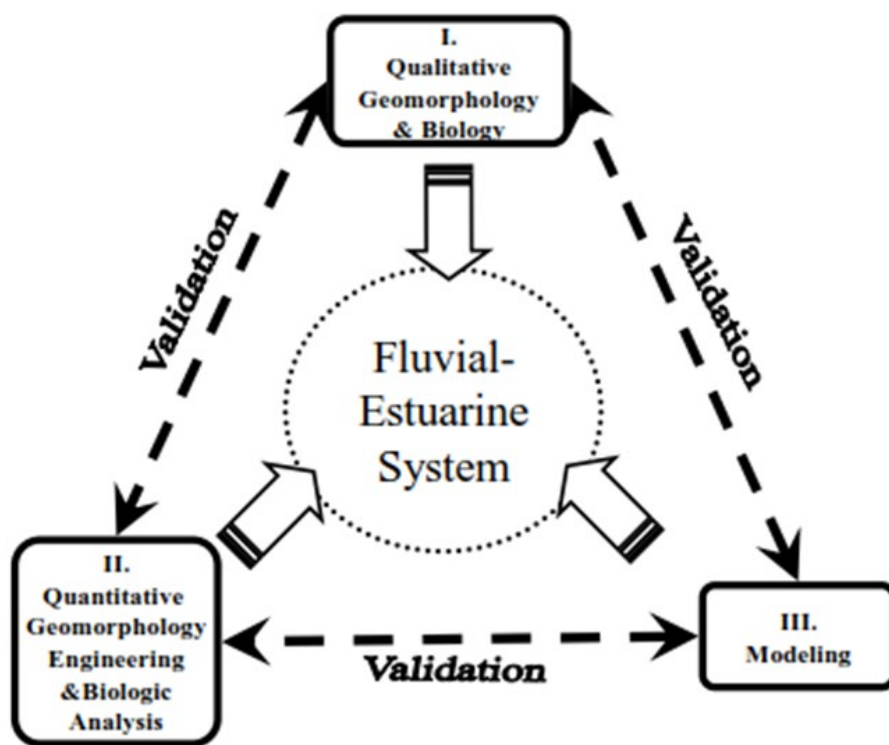 I.
Qualitative
Geomorphology
& Biology
Validation
Validation
Fluvial-
Estuarine
System
II.
Quantitative
Geomorphology
Engineering
&Biologic
Analysis
Validation
III.
Modeling